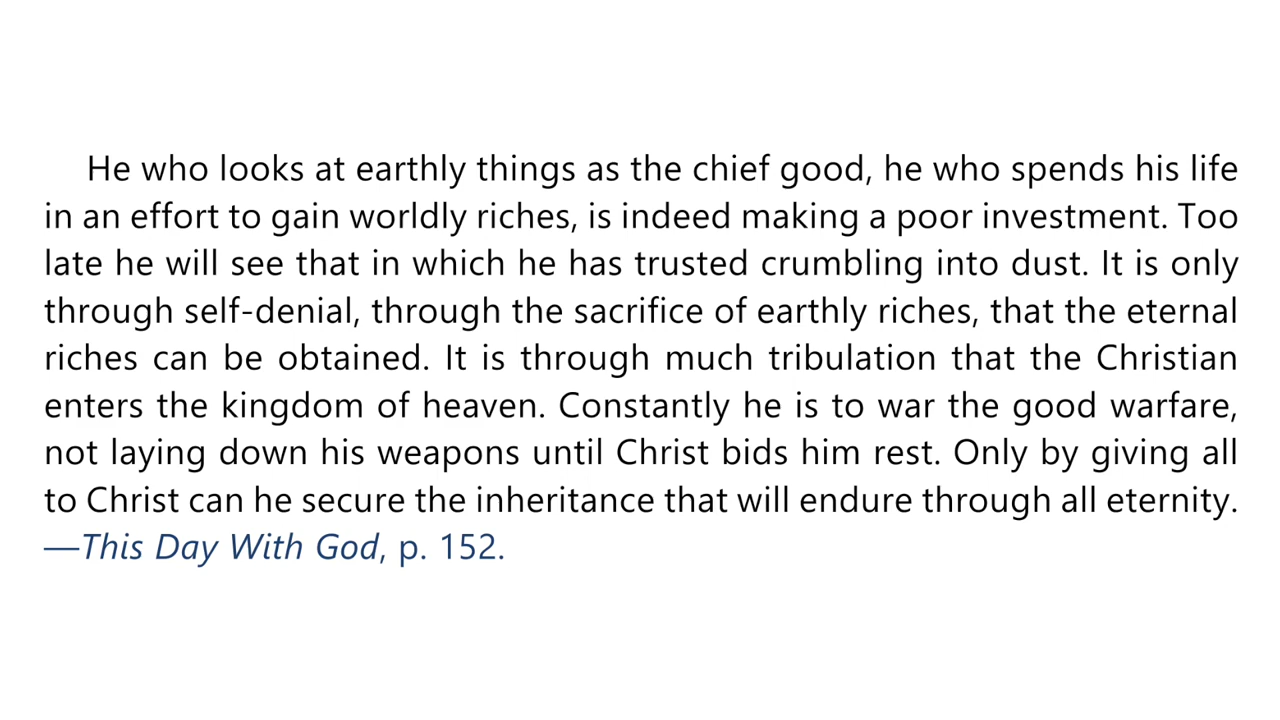 He who looks at earthly things as the chief good, he who spends his life
in an effort to gain worldly riches, is indeed making a poor investment. Too
late he will see that in which he has trusted crumbling into dust. It is only
through self-denial, through the sacrifice of earthly riches, that the eternal
riches can be obtained. It is through much tribulation that the Christian
enters the kingdom of heaven. Constantly he is to war the good warfare,
not laying down his weapons until Christ bids him rest. Only by giving all
to Christ can he secure the inheritance that will endure through all eternity.
—This Day With God, p. 152.